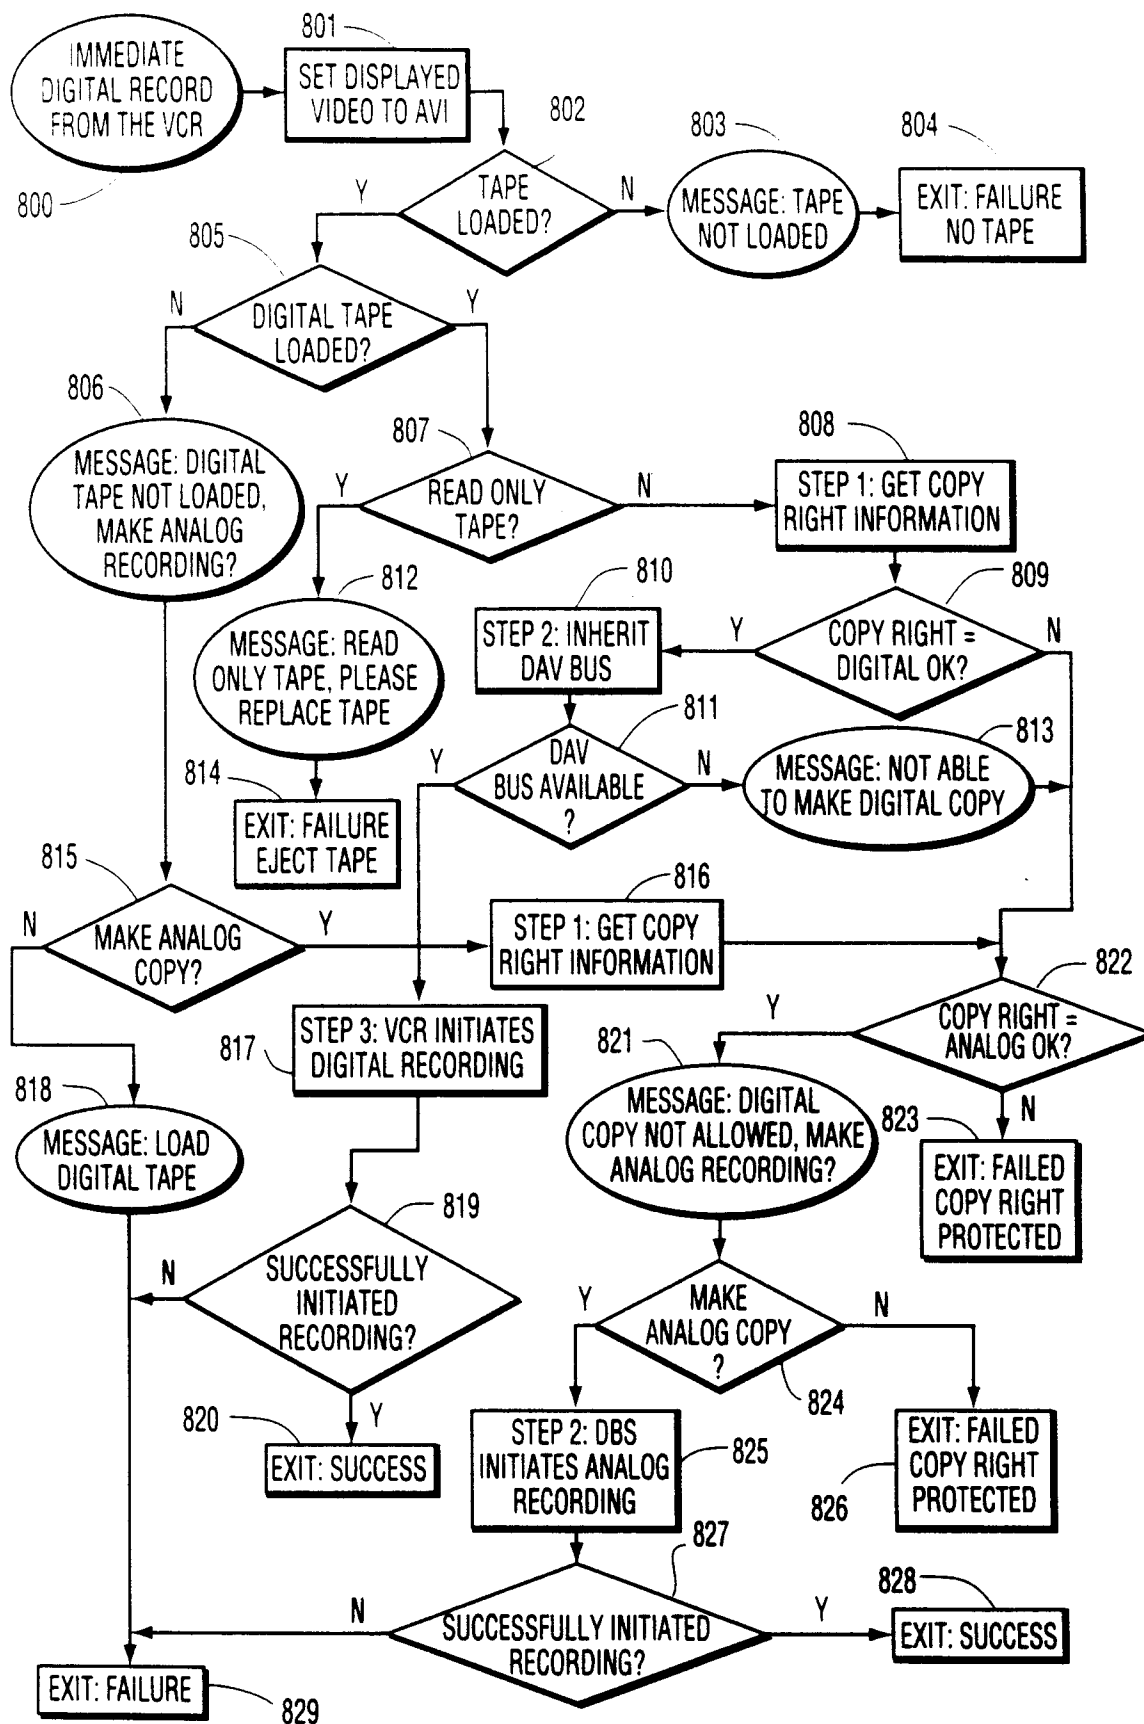 801
IMMEDIATE
DIGITAL RECORD
FROM THE VCR
800
SET DISPLAYED
VIDEO TO AVI
802
TAPE
LOADED?
Y
N
803
MESSAGE: TAPE
NOT LOADED
804
EXIT: FAILURE
NO TAPE
805
DIGITAL TAPE
LOADED?
N
Y
806
MESSAGE: DIGITAL
TAPE NOT LOADED,
MAKE ANALOG
RECORDING?
807
READ ONLY
TAPE?
Y
N
808
STEP 1: GET COPY
RIGHT INFORMATION
809
COPY RIGHT =
DIGITAL OK?
Y
N
810
STEP 2: INHERIT
DAV BUS
812
MESSAGE: READ
ONLY TAPE, PLEASE
REPLACE TAPE
811
DAV
BUS AVAILABLE
?
Y
N
813
MESSAGE: NOT ABLE
TO MAKE DIGITAL COPY
814
EXIT: FAILURE
EJECT TAPE
815
MAKE ANALOG
COPY?
N
Y
816
STEP 1: GET COPY
RIGHT INFORMATION
822
COPY RIGHT =
ANALOG OK?
Y
N
817
STEP 3: VCR INITIATES
DIGITAL RECORDING
821
MESSAGE: DIGITAL
COPY NOT ALLOWED, MAKE
ANALOG RECORDING?
823
EXIT: FAILED
COPY RIGHT
PROTECTED
818
MESSAGE: LOAD
DIGITAL TAPE
819
SUCCESSFULLY
INITIATED
RECORDING?
N
Y
820
EXIT: SUCCESS
MAKE
ANALOG COPY
?
824
Y
N
STEP 2: DBS
INITIATES ANALOG
RECORDING
825
EXIT: FAILED
COPY RIGHT
PROTECTED
826
827
SUCCESSFULLY INITIATED
RECORDING?
N
Y
828
EXIT: SUCCESS
EXIT: FAILURE
829